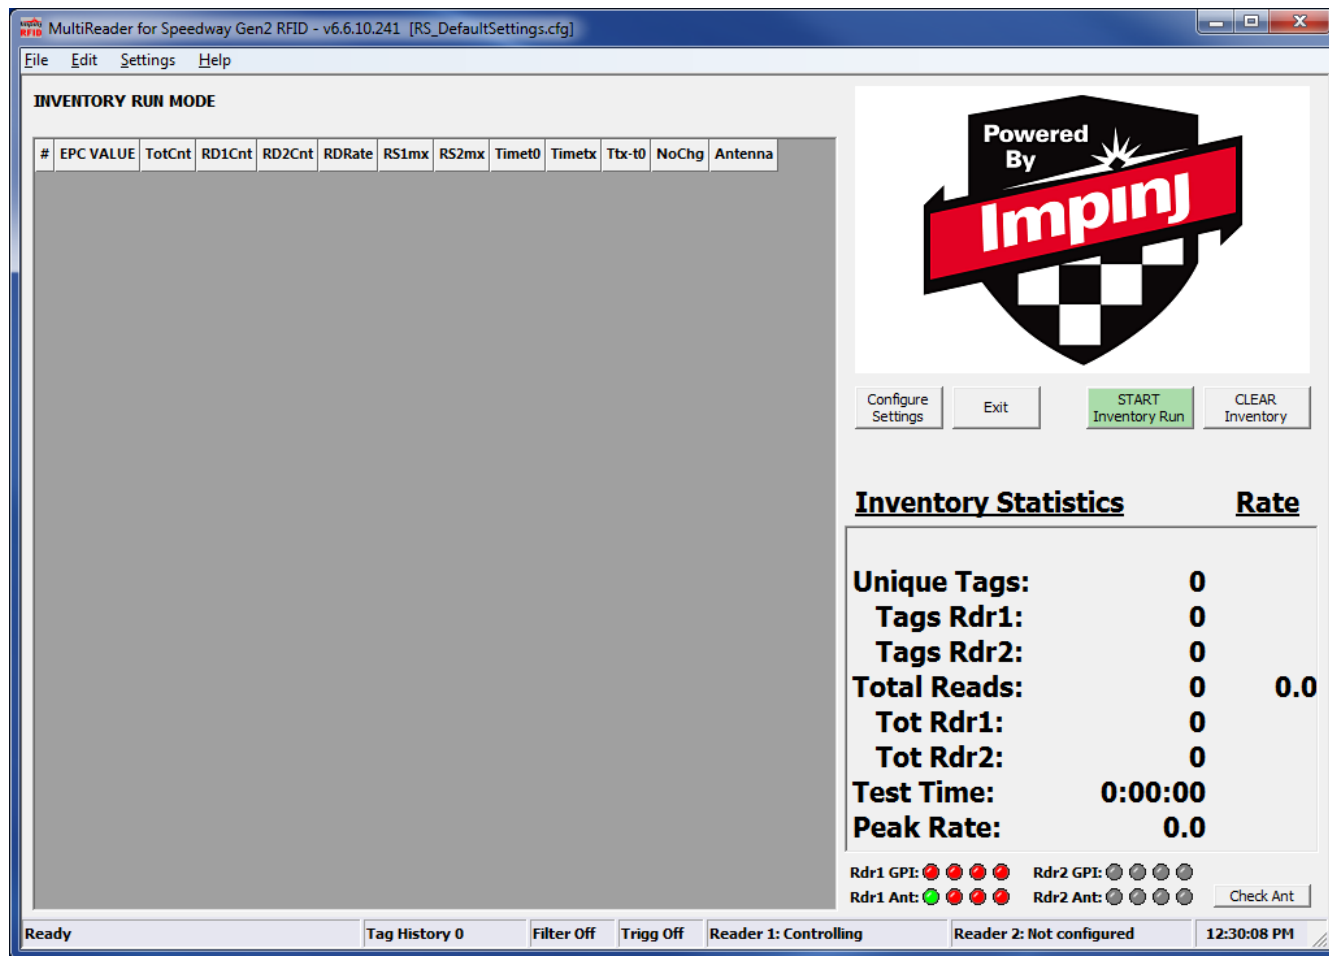 MultiReader for Speedway Gen2 RFID - v6.6.10.241 [RS_DefaultSettings.cfg]
File Edit Settings Help
INVENTORY RUN MODE
# EPC VALUE TotCnt RD1Cnt RD2Cnt RDRate RS1mx RS2mx Timet0 Timetx Ttx-t0 NoChg Antenna
Powered
By
Impinj
Configure
Settings
Exit
START
Inventory Run
CLEAR
Inventory
Inventory Statistics Rate
Unique Tags: 0
Tags Rdr1: 0
Tags Rdr2: 0
Total Reads: 0 0.0
Tot Rdr1: 0
Tot Rdr2: 0
Test Time: 0:00:00
Peak Rate: 0.0
Rdr1 GPI: Rdr2 GPI:
Rdr1 Ant: Rdr2 Ant: Check Ant
Ready Tag History 0 Filter Off Trigg Off Reader 1: Controlling Reader 2: Not configured 12:30:08 PM